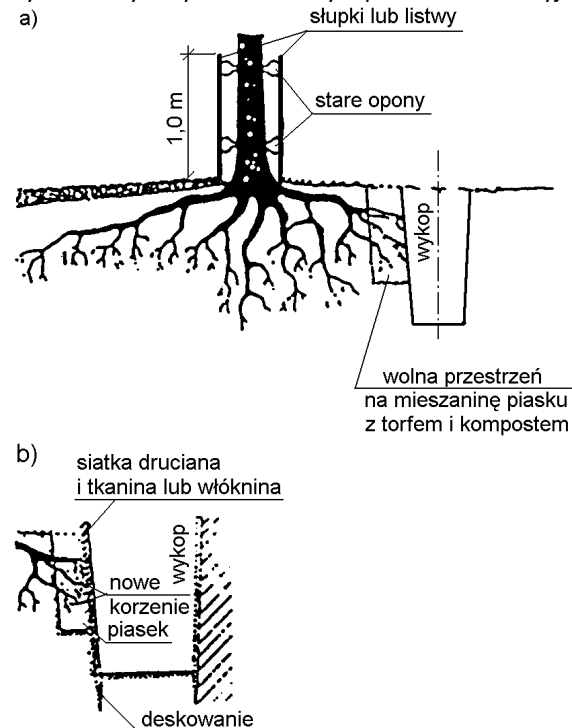 a)
słupki lub listwy
stare opony
1,0 m
wykop
wolna przestrzeń
na mieszaninę piasku
z torfem i kompostem
b)
siatka druciana
i tkanina lub włóknina
wykop
nowe
korzenie
piasek
deskowanie